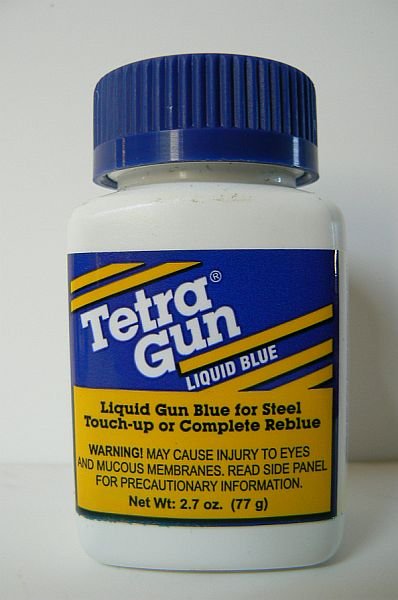 Tetra®
Gun
LIQUID BLUE
Liquid Gun Blue for Steel
Touch-up or Complete Reblue
WARNING! MAY CAUSE INJURY TO EYES
AND MUCOUS MEMBRANES. READ SIDE PANEL
FOR PRECAUTIONARY INFORMATION.
Net Wt: 2.7 oz. (77 g)